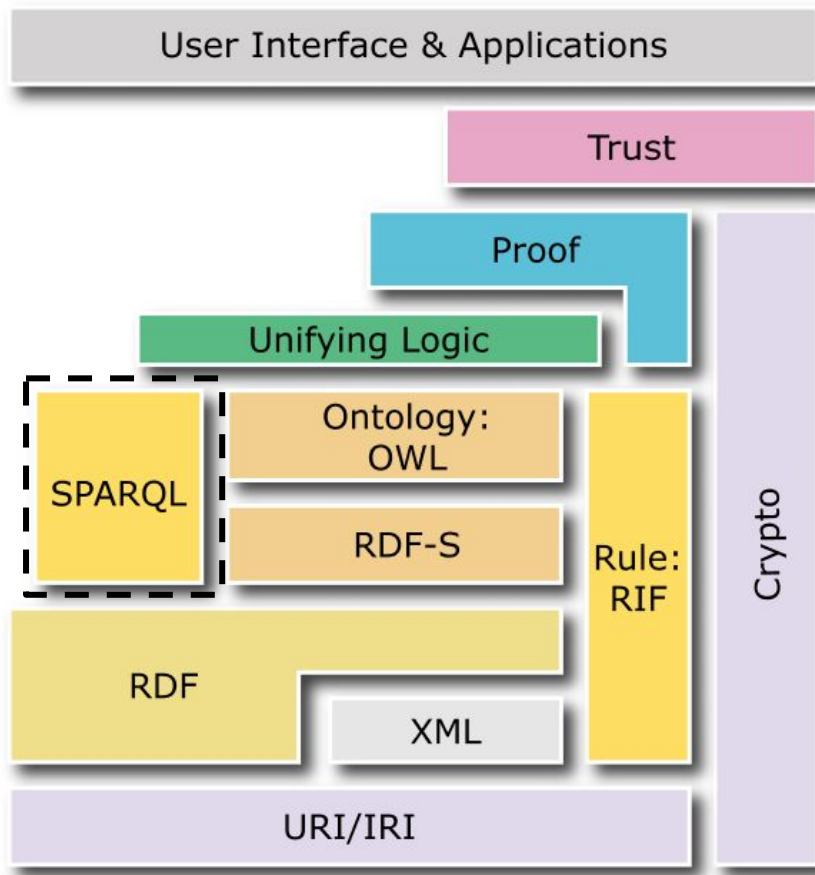 User Interface & Applications
Trust
Proof
Unifying Logic
SPARQL
Ontology:
OWL
RDF-S
Rule:
RIF
Crypto
RDF
XML
URI/IRI